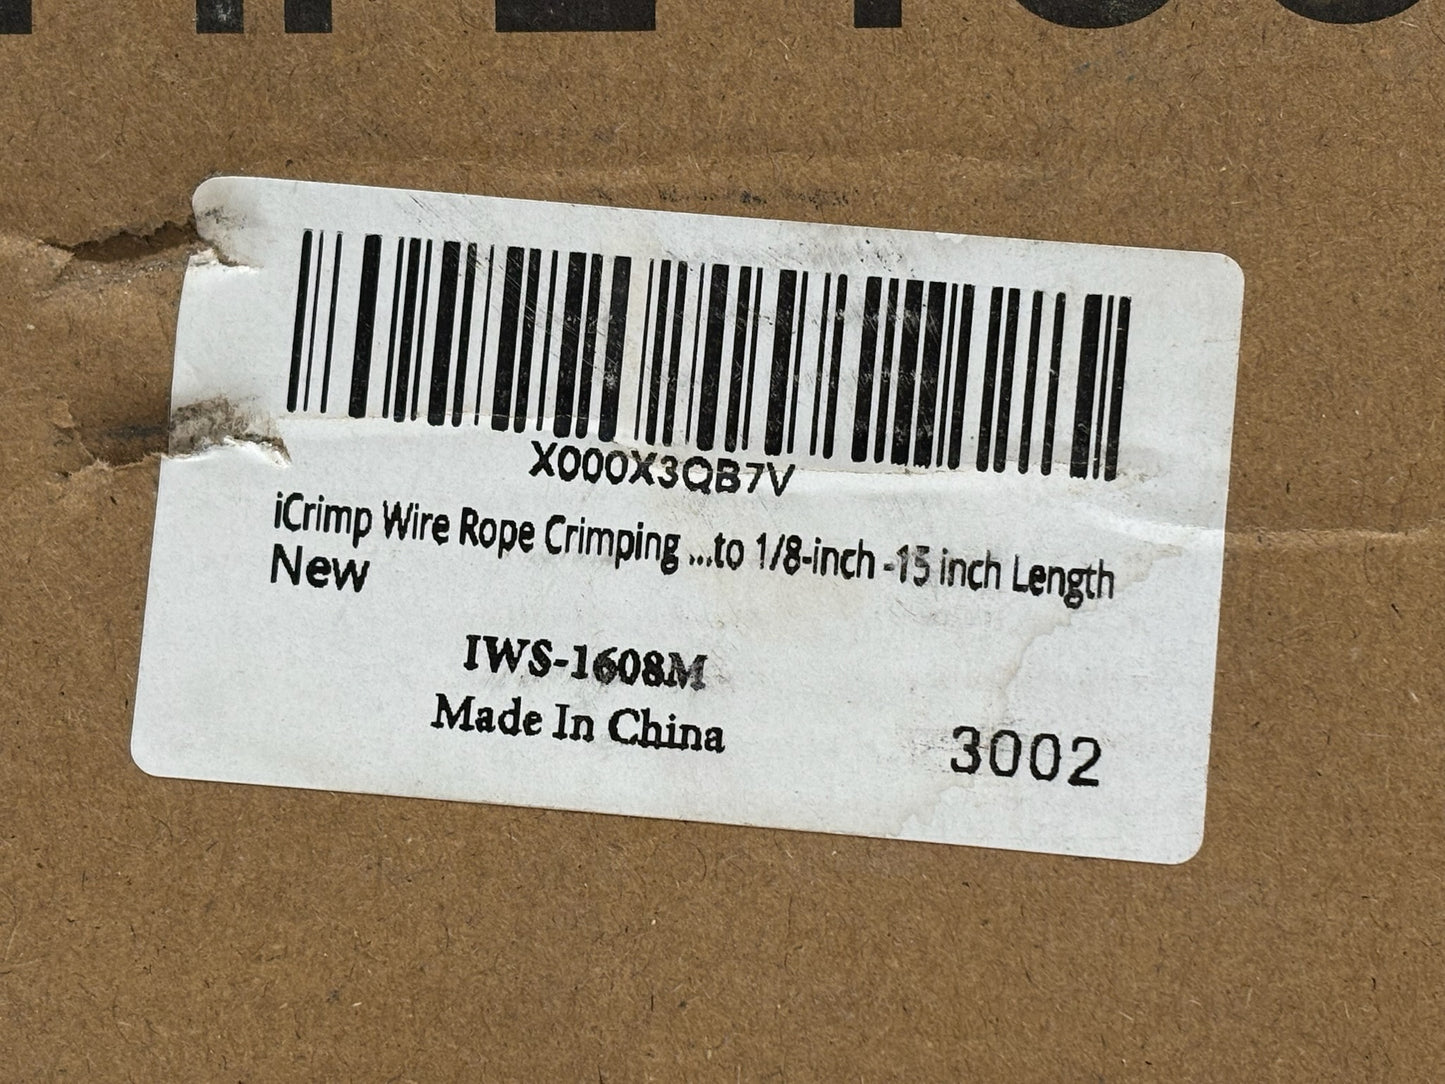 X000X3QB7V
iCrimp Wire Rope Crimping ...to 1/8-inch -15 inch Length
New
IWS-1608M
Made In China
3002